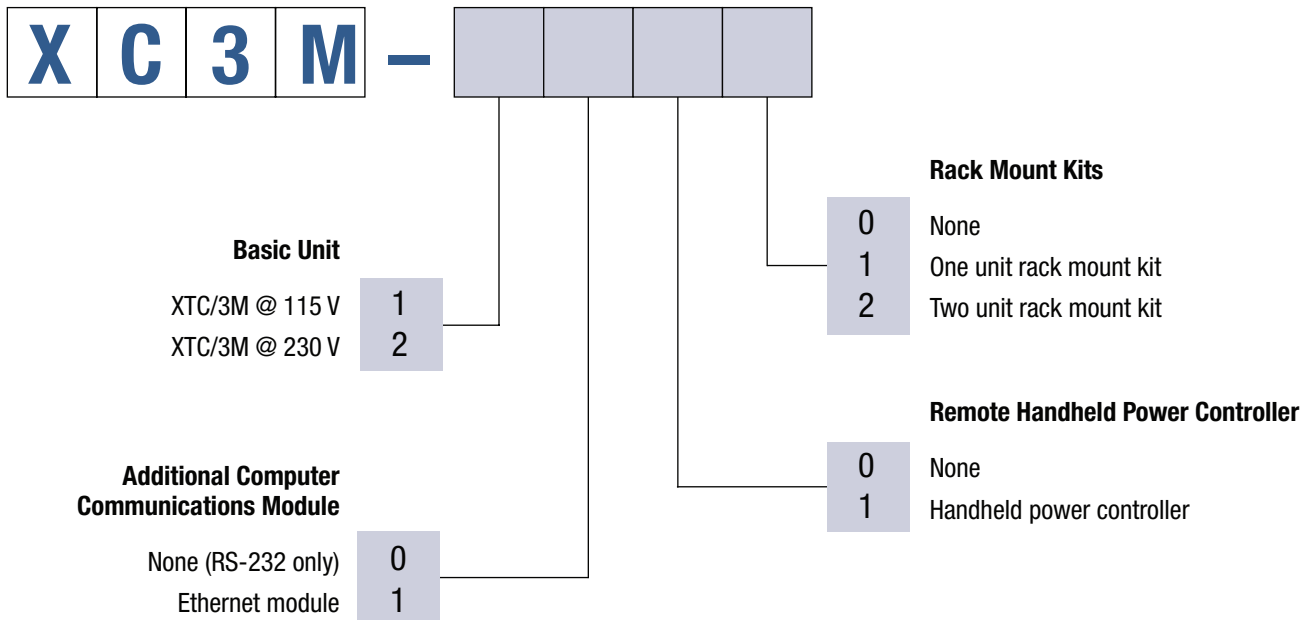 XC3M–
Basic Unit
XTC/3M @ 115 V 1
XTC/3M @ 230 V 2
Additional Computer
Communications Module
None (RS-232 only) 0
Ethernet module 1
Rack Mount Kits
0 None
1 One unit rack mount kit
2 Two unit rack mount kit
Remote Handheld Power Controller
0 None
1 Handheld power controller